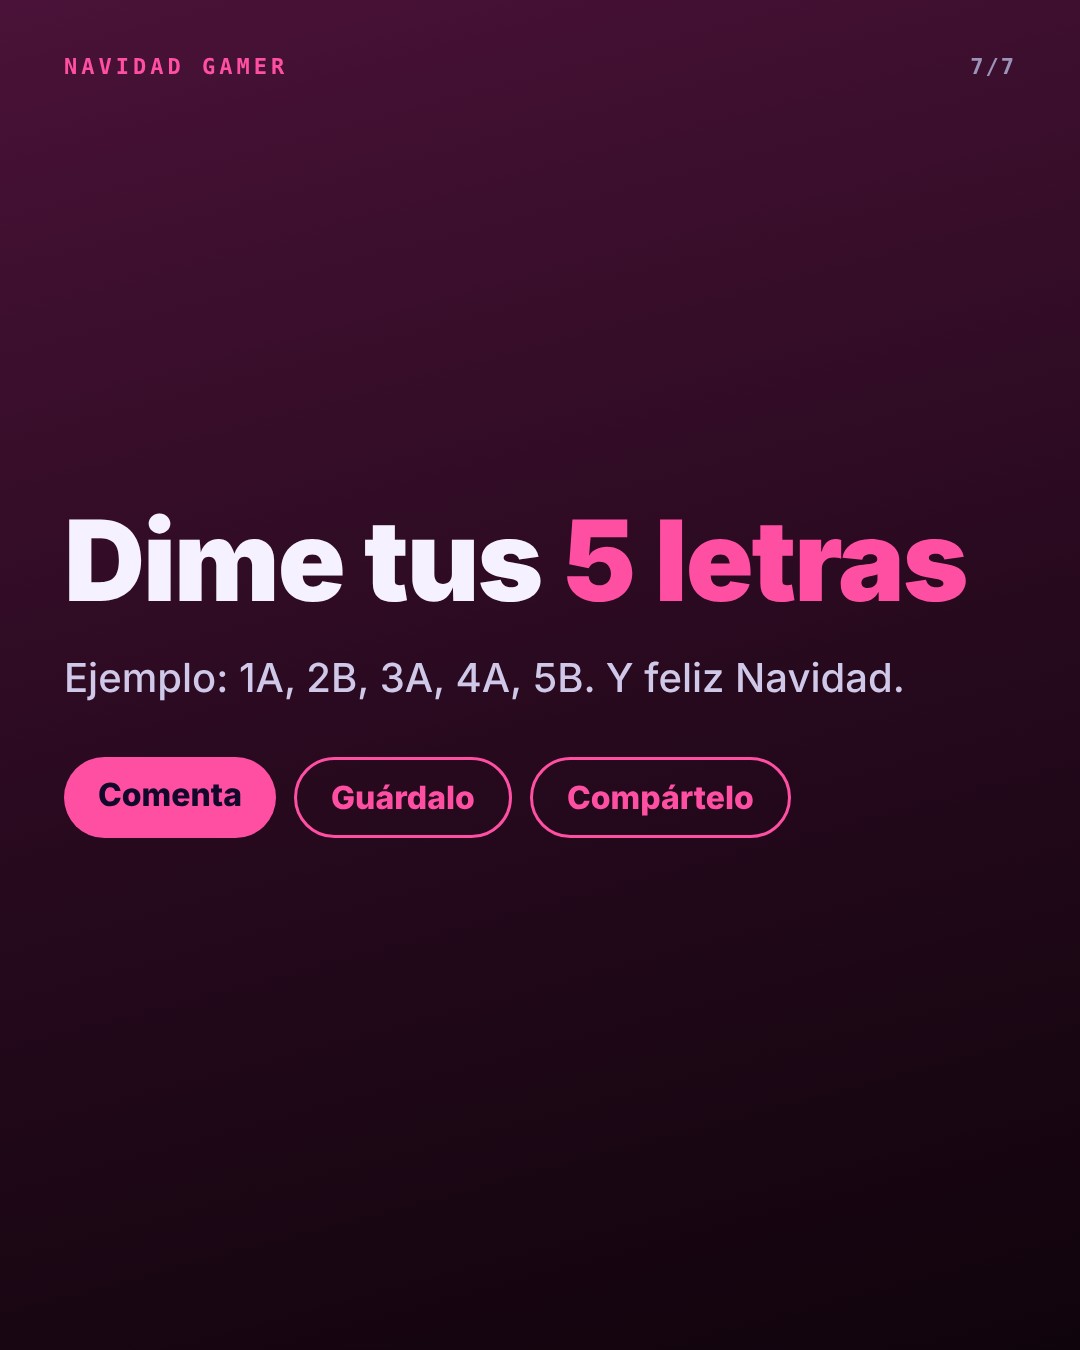 NAVIDAD GAMER
7/7
Dime tus 5 letras
Ejemplo: 1A, 2B, 3A, 4A, 5B. Y feliz Navidad.
Comenta
Guárdalo
Compártelo